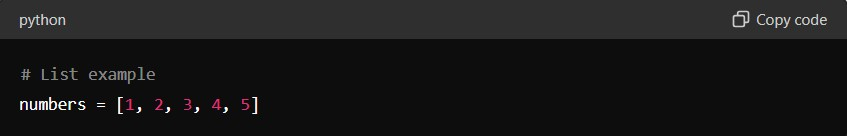 python Copy code
# List example
numbers = [1, 2, 3, 4, 5]